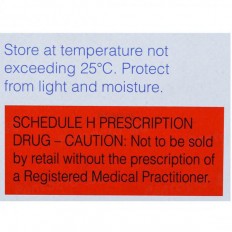 Store at temperature not
exceeding 25°C. Protect
from light and moisture.
SCHEDULE H PRESCRIPTION
DRUG – CAUTION: Not to be sold
by retail without the prescription of
a Registered Medical Practitioner.